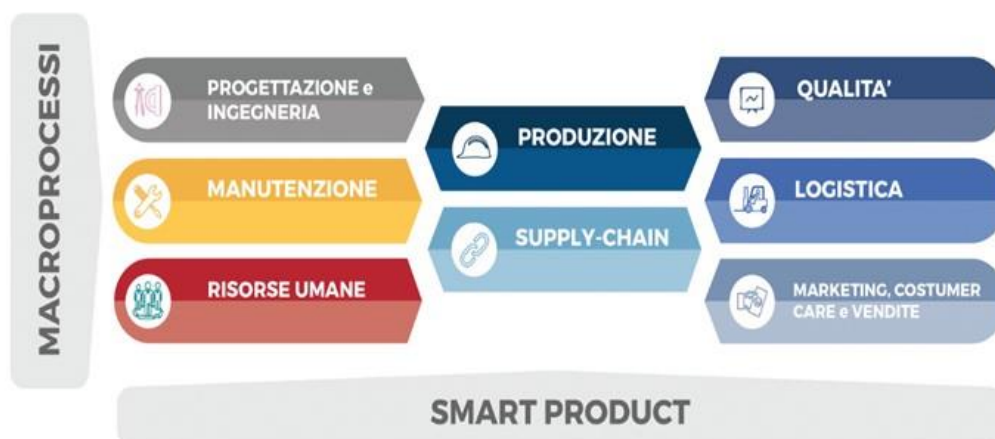 MACROPROCESSI
PROGETTAZIONE e
INGEGNERIA
MANUTENZIONE
RISORSE UMANE
PRODUZIONE
SUPPLY-CHAIN
QUALITA'
LOGISTICA
MARKETING, COSTUMER
CARE e VENDITE
SMART PRODUCT